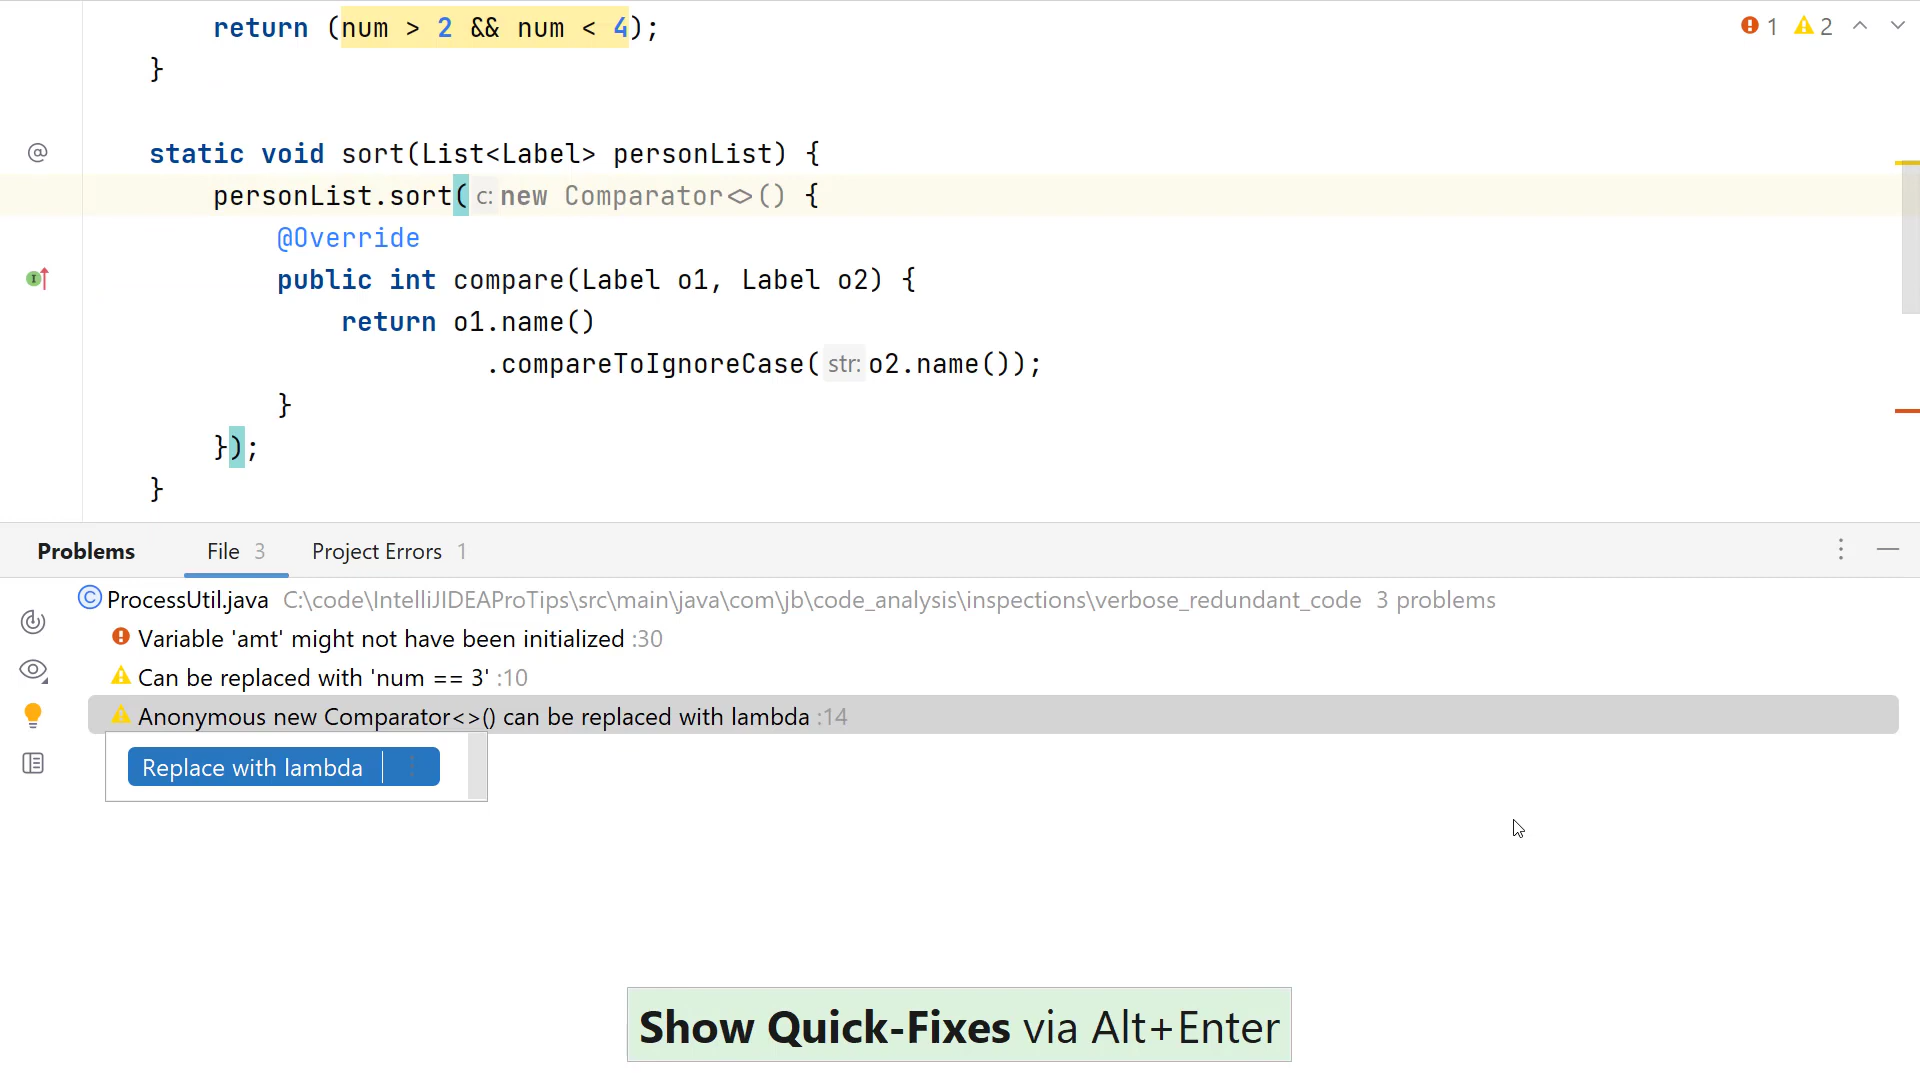 return (num > 2 && num < 4);
1 2
}
@
static void sort(List<Label> personList) {
personList.sort( c: new Comparator<>() {
@Override
public int compare(Label o1, Label o2) {
return o1.name()
.compareToIgnoreCase( str: o2.name());
}
});
}
Problems File 3 Project Errors 1
ProcessUtil.java C:\code\IntelliJIDEAProTips\src\main\java\com\jb\code_analysis\inspections\verbose_redundant_code 3 problems
Variable 'amt' might not have been initialized :30
Can be replaced with 'num == 3' :10
Anonymous new Comparator<>() can be replaced with lambda :14
Replace with lambda
Show Quick-Fixes via Alt+Enter